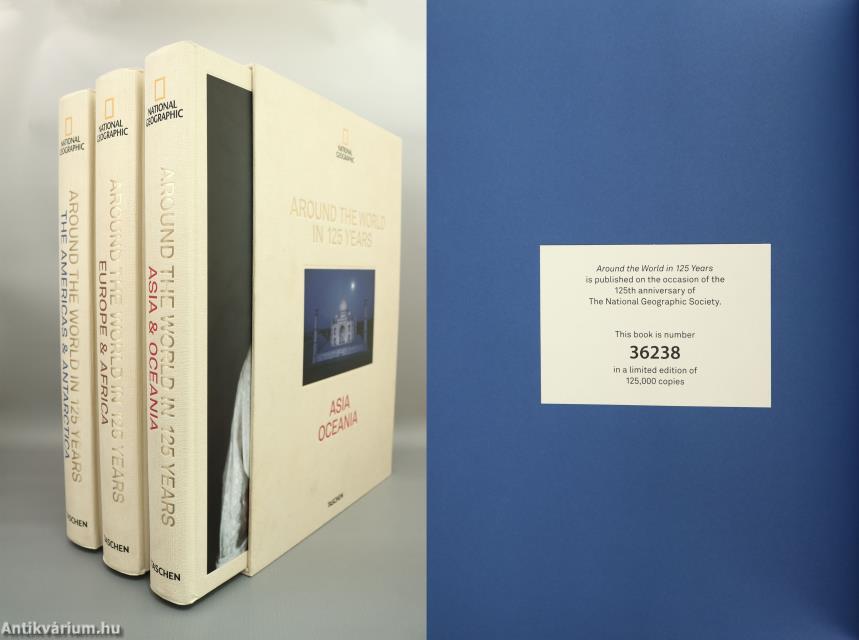 NATIONAL
GEOGRAPHIC
AROUND THE WORLD IN 125 YEARS
THE AMERICAS & ANTARCTICA
TASCHEN
NATIONAL
GEOGRAPHIC
AROUND THE WORLD IN 125 YEARS
EUROPE & AFRICA
TASCHEN
NATIONAL
GEOGRAPHIC
AROUND THE WORLD IN 125 YEARS
ASIA & OCEANIA
TASCHEN
NATIONAL
GEOGRAPHIC
AROUND THE WORLD
IN 125 YEARS
ASIA
OCEANIA
TASCHEN
Around the World in 125 Years
is published on the occasion of the
125th anniversary of
The National Geographic Society.
This book is number
36238
in a limited edition of
125,000 copies
Antikvárium.hu